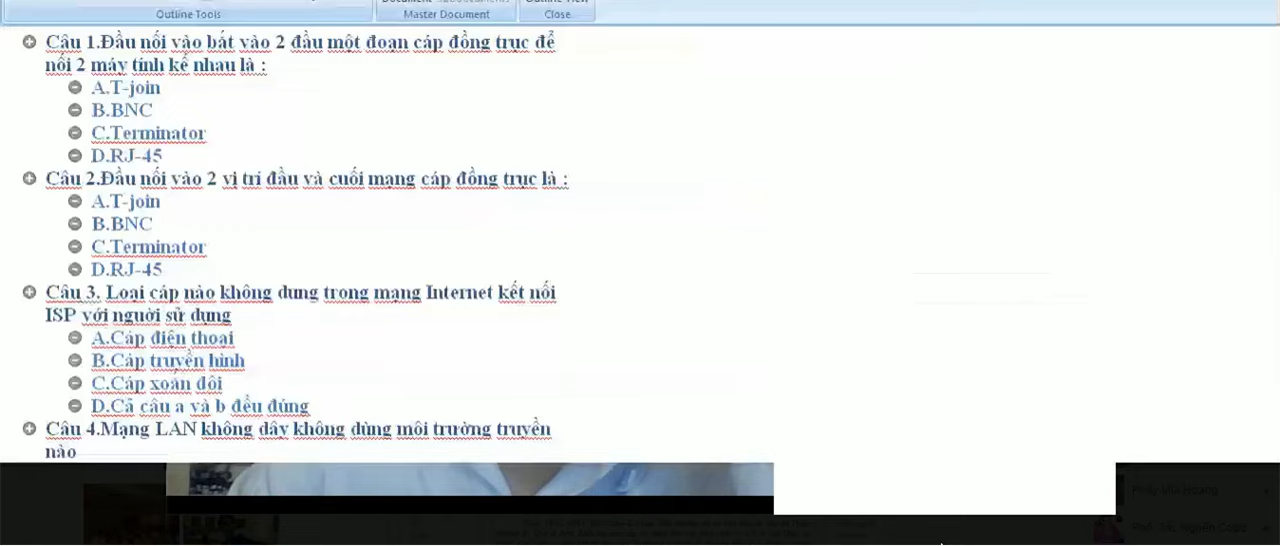 Outline Tools
Master Document
Close
Câu 1.Đầu nối vào bắt vào 2 đầu một đoạn cáp đồng trục để
nối 2 máy tính kế nhau là :
A.T-join
B.BNC
C.Terminator
D.RJ-45
Câu 2.Đầu nối vào 2 vị trí đầu và cuối mạng cáp đồng trục là :
A.T-join
B.BNC
C.Terminator
D.RJ-45
Câu 3. Loại cáp nào không dung trong mạng Internet kết nối
ISP với nguời sử dụng
A.Cáp điện thoại
B.Cáp truyền hình
C.Cáp xoắn đôi
D.Cả câu a và b đều đúng
Câu 4.Mạng LAN không dây không dùng môi trường truyền
nào